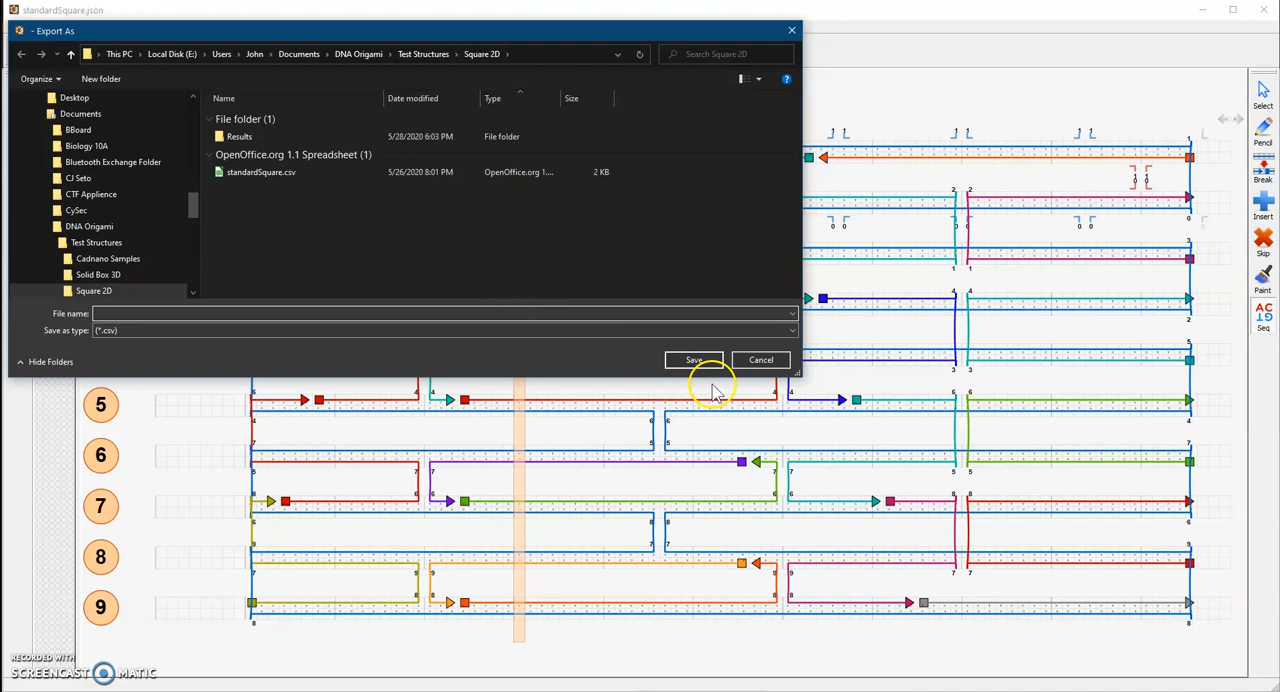 standardSquare.json
- Export As
This PC › Local Disk (E:) › Users › John › Documents › DNA Origami › Test Structures › Square 2D ›
Search Square 2D
Organize
New folder
Desktop
Documents
BBoard
Biology 10A
Bluetooth Exchange Folder
CJ Seto
CTF Applience
CySec
DNA Origami
Test Structures
Cadnano Samples
Solid Box 3D
Square 2D
Name Date modified Type Size
File folder (1)
Results 5/28/2020 6:03 PM File folder
OpenOffice.org 1.1 Spreadsheet (1)
standardSquare.csv 5/26/2020 8:01 PM OpenOffice.org 1.... 2 KB
File name:
Save as type: (*.csv)
Hide Folders
Save
Cancel
Select
Pencil
Break
Insert
Skip
Paint
ACTG
Seq
5
6
7
8
9
RECORDED WITH
SCREENCAST MATIC